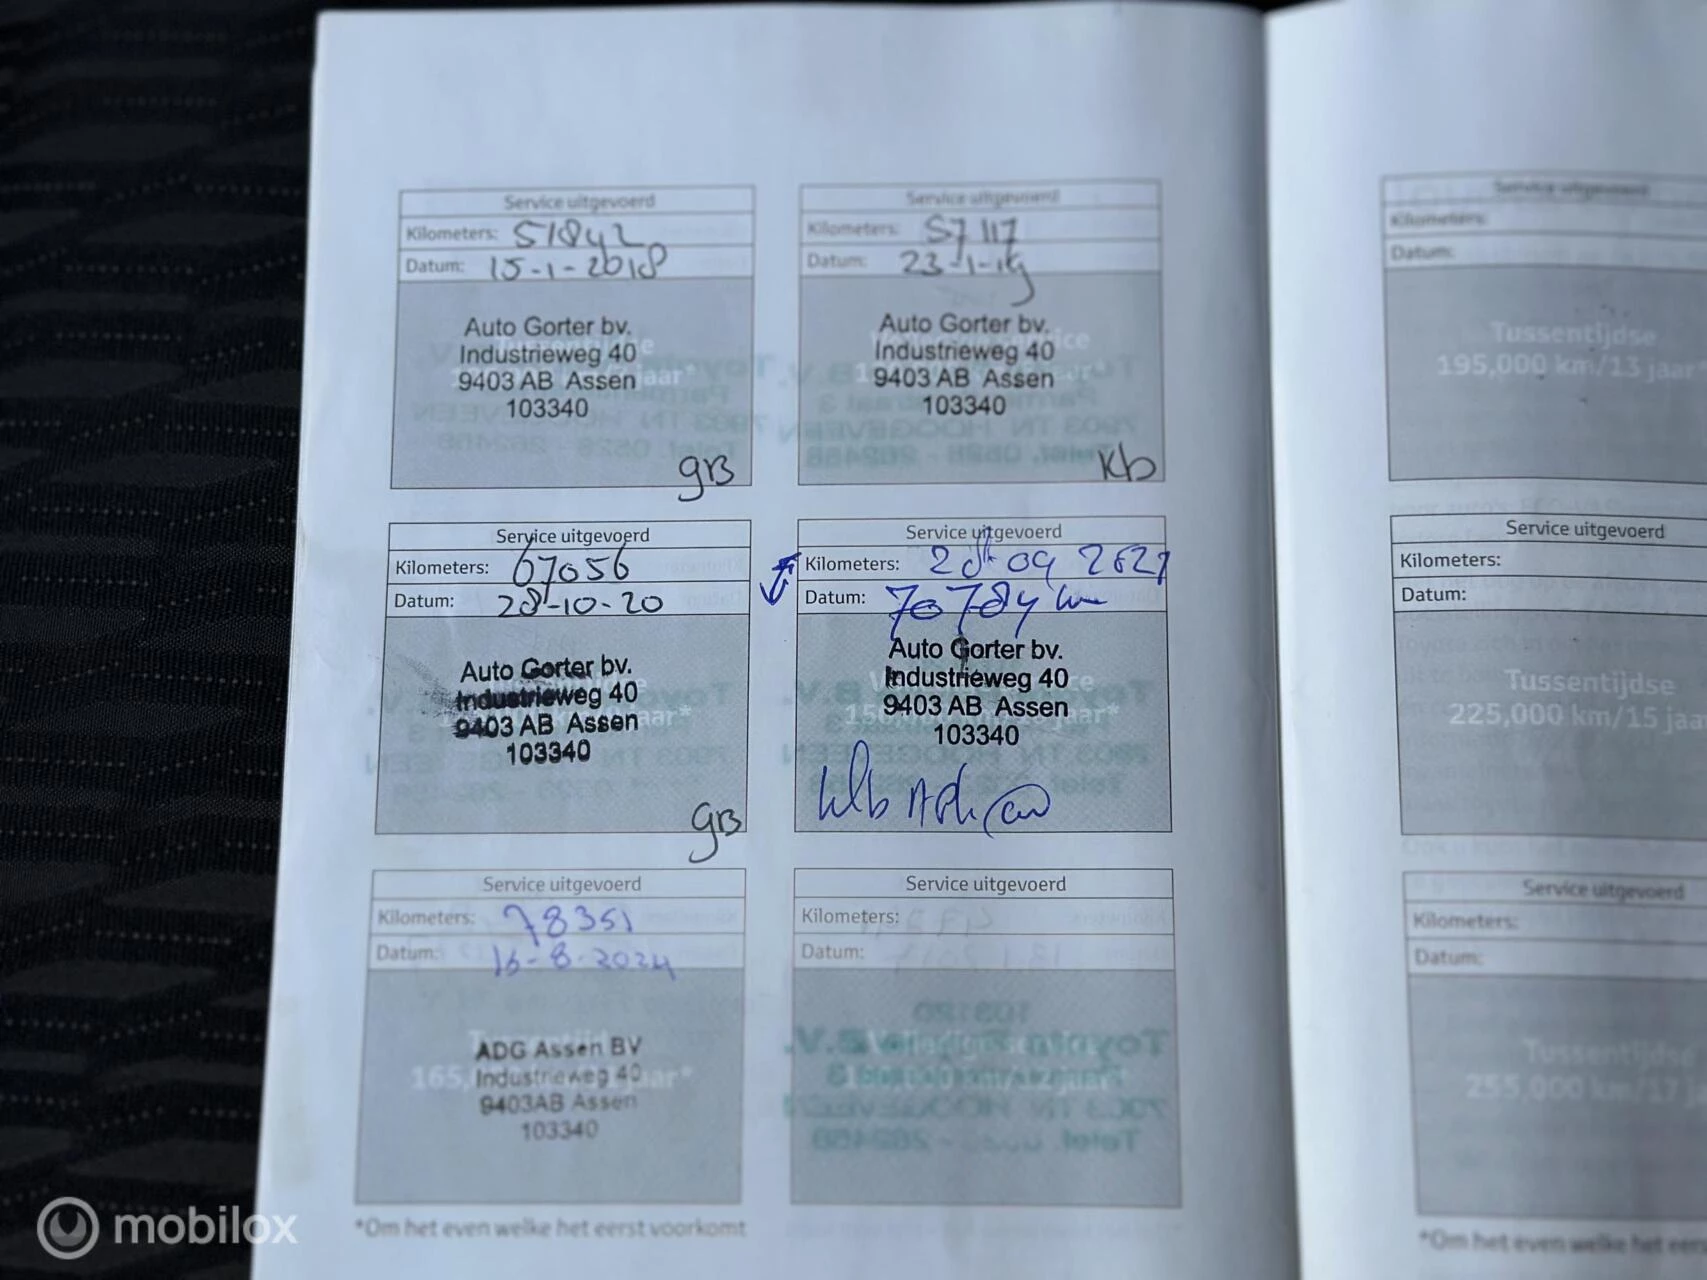 Service uitgevoerd
Kilometers: 51842
Datum: 15-1-2018
Auto Gorter bv.
Industrieweg 40
9403 AB Assen
103340
grB
Service uitgevoerd
Kilometers: 57117
Datum: 23-1-19
Auto Gorter bv.
Industrieweg 40
9403 AB Assen
103340
Kb
Service uitgevoerd
Kilometers: 67056
Datum: 28-10-20
Auto Gorter bv.
Industrieweg 40
9403 AB Assen
103340
grB
Service uitgevoerd
Kilometers: 28 09 2021
Datum: 70784 km
Auto Gorter bv.
Industrieweg 40
9403 AB Assen
103340
Service uitgevoerd
Kilometers: 78351
Datum: 16-8-2024
ADG Assen BV
Industrieweg 40
9403AB Assen
103340
Service uitgevoerd
Kilometers:
Datum:
*Om het even welke het eerst voorkomt
Service uitgevoerd
Kilometers:
Datum:
Tussentijdse
195,000 km/13 jaar*
Service uitgevoerd
Kilometers:
Datum:
Tussentijdse
225,000 km/15 jaa
Service uitgevoerd
Kilometers:
Datum:
Tussentijdse
255,000 km/17 j
*Om het even welke het eers
mobilox